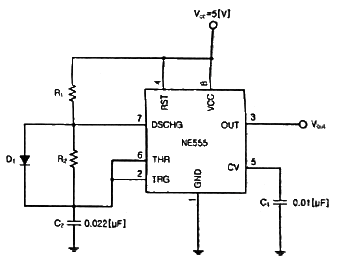 Vcc=5[V]
4
8
R1
RST
VCC
7
DSCHG
OUT
3
Vout
NE555
D1
R2
6
THR
CV
5
2
TRG
GND
C1
0.01[μF]
1
C2
0.022[μF]